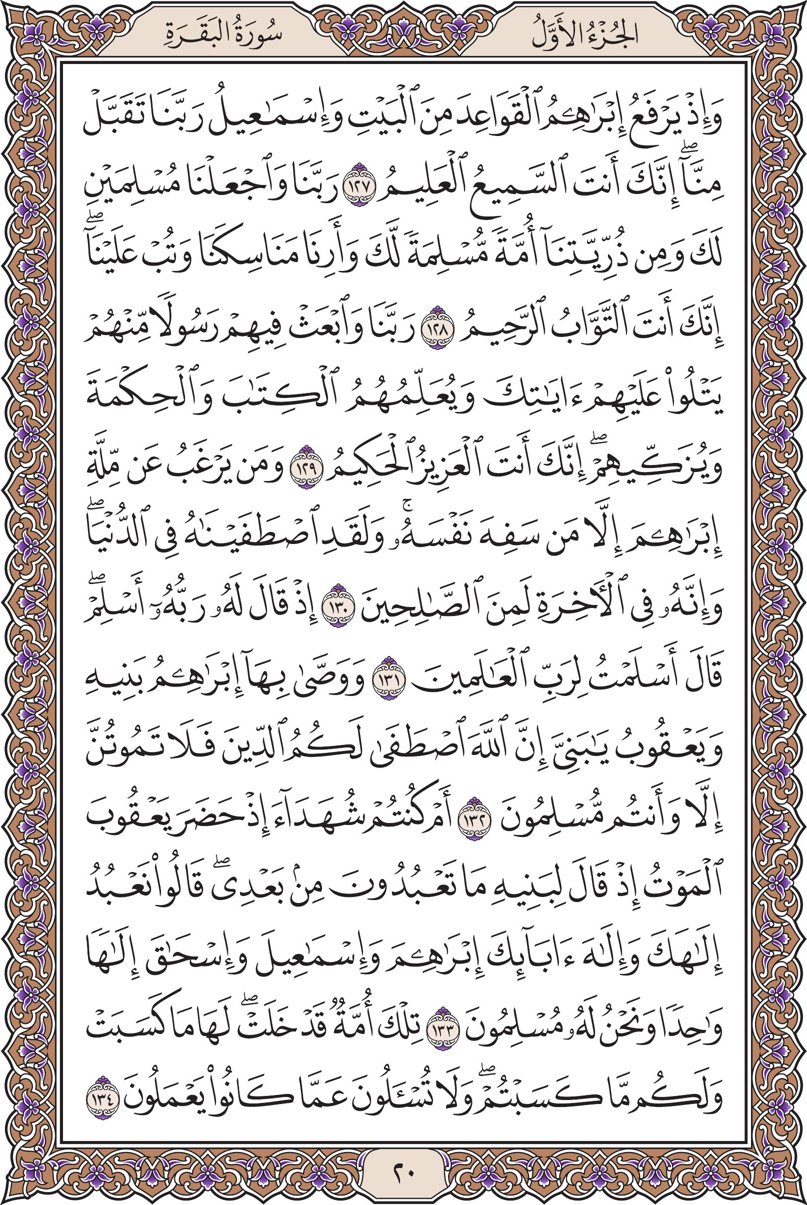 الجُزْءُ الأَوَّلُ
سُورَةُ البَقَرَةِ
وَإِذْ يَرْفَعُ إِبْرَٰهِـۧمُ ٱلْقَوَاعِدَ مِنَ ٱلْبَيْتِ وَإِسْمَـٰعِيلُ رَبَّنَا تَقَبَّلْ
مِنَّآۖ إِنَّكَ أَنتَ ٱلسَّمِيعُ ٱلْعَلِيمُ ١٢٧ رَبَّنَا وَٱجْعَلْنَا مُسْلِمَيْنِ
لَكَ وَمِن ذُرِّيَّتِنَآ أُمَّةً مُّسْلِمَةً لَّكَ وَأَرِنَا مَنَاسِكَنَا وَتُبْ عَلَيْنَآۖ
إِنَّكَ أَنتَ ٱلتَّوَّابُ ٱلرَّحِيمُ ١٢٨ رَبَّنَا وَٱبْعَثْ فِيهِمْ رَسُولًا مِّنْهُمْ
يَتْلُوا۟ عَلَيْهِمْ ءَايَـٰتِكَ وَيُعَلِّمُهُمُ ٱلْكِتَـٰبَ وَٱلْحِكْمَةَ
وَيُزَكِّيهِمْۖ إِنَّكَ أَنتَ ٱلْعَزِيزُ ٱلْحَكِيمُ ١٢٩ وَمَن يَرْغَبُ عَن مِّلَّةِ
إِبْرَٰهِـۧمَ إِلَّا مَن سَفِهَ نَفْسَهُۥۚ وَلَقَدِ ٱصْطَفَيْنَـٰهُ فِى ٱلدُّنْيَاۖ
وَإِنَّهُۥ فِى ٱلْـَٔاخِرَةِ لَمِنَ ٱلصَّـٰلِحِينَ ١٣٠ إِذْ قَالَ لَهُۥ رَبُّهُۥٓ أَسْلِمْۖ
قَالَ أَسْلَمْتُ لِرَبِّ ٱلْعَـٰلَمِينَ ١٣١ وَوَصَّىٰ بِهَآ إِبْرَٰهِـۧمُ بَنِيهِ
وَيَعْقُوبُ يَـٰبَنِىَّ إِنَّ ٱللَّهَ ٱصْطَفَىٰ لَكُمُ ٱلدِّينَ فَلَا تَمُوتُنَّ
إِلَّا وَأَنتُم مُّسْلِمُونَ ١٣٢ أَمْ كُنتُمْ شُهَدَآءَ إِذْ حَضَرَ يَعْقُوبَ
ٱلْمَوْتُ إِذْ قَالَ لِبَنِيهِ مَا تَعْبُدُونَ مِنۢ بَعْدِىۖ قَالُوا۟ نَعْبُدُ
إِلَـٰهَكَ وَإِلَـٰهَ ءَابَآئِكَ إِبْرَٰهِـۧمَ وَإِسْمَـٰعِيلَ وَإِسْحَـٰقَ إِلَـٰهًا
وَٰحِدًا وَنَحْنُ لَهُۥ مُسْلِمُونَ ١٣٣ تِلْكَ أُمَّةٌ قَدْ خَلَتْۖ لَهَا مَا كَسَبَتْ
وَلَكُم مَّا كَسَبْتُمْۖ وَلَا تُسْـَٔلُونَ عَمَّا كَانُوا۟ يَعْمَلُونَ ١٣٤
٢٠